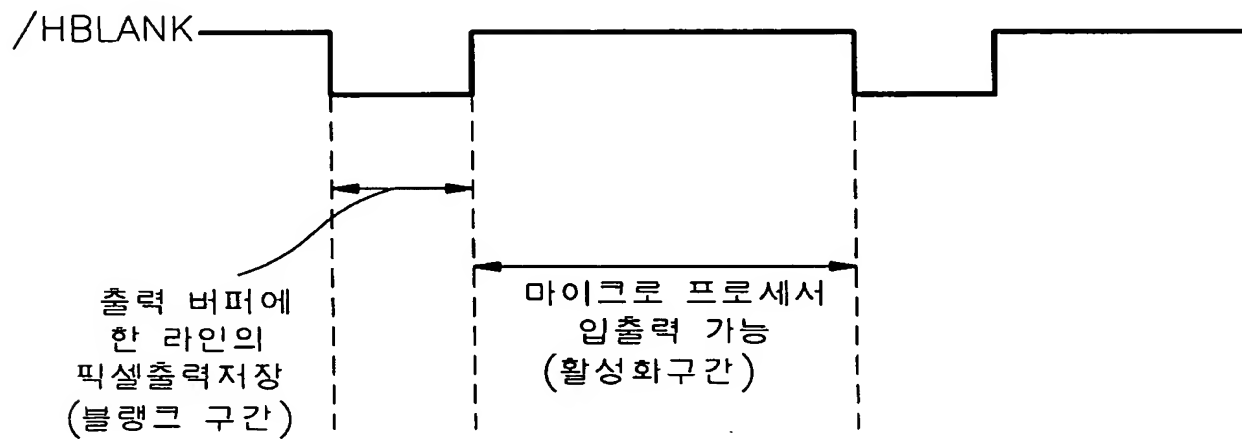 /HBLANK
출력 버퍼에
한 라인의
픽셀출력저장
(블랭크 구간)
마이크로 프로세서
입출력 가능
(활성화구간)